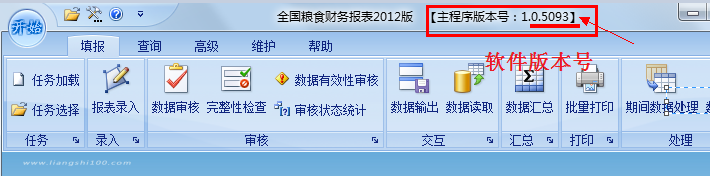 全国粮食财务报表2012版 【主程序版本号：1.0.5093】
开始
填报 查询 高级 维护 帮助
软件版本号
任务加载
任务选择
报表录入
数据审核
完整性检查
数据有效性审核
审核状态统计
数据输出
数据读取
数据汇总
批量打印
期间数据处理
任务 录入 审核 交互 汇总 打印 处理
www.liangshi100.com